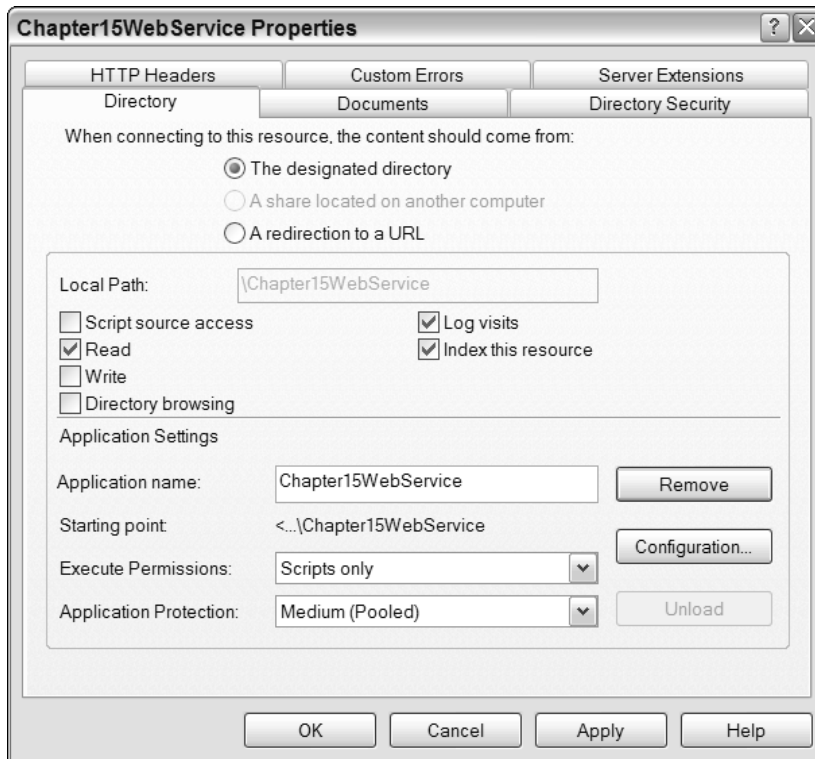 Chapter15WebService Properties
HTTP Headers Custom Errors Server Extensions
Directory Documents Directory Security
When connecting to this resource, the content should come from:
The designated directory
A share located on another computer
A redirection to a URL
Local Path: \Chapter15WebService
Script source access Log visits
Read Index this resource
Write
Directory browsing
Application Settings
Application name: Chapter15WebService Remove
Starting point: <...\Chapter15WebService
Configuration...
Execute Permissions: Scripts only
Application Protection: Medium (Pooled) Unload
OK Cancel Apply Help